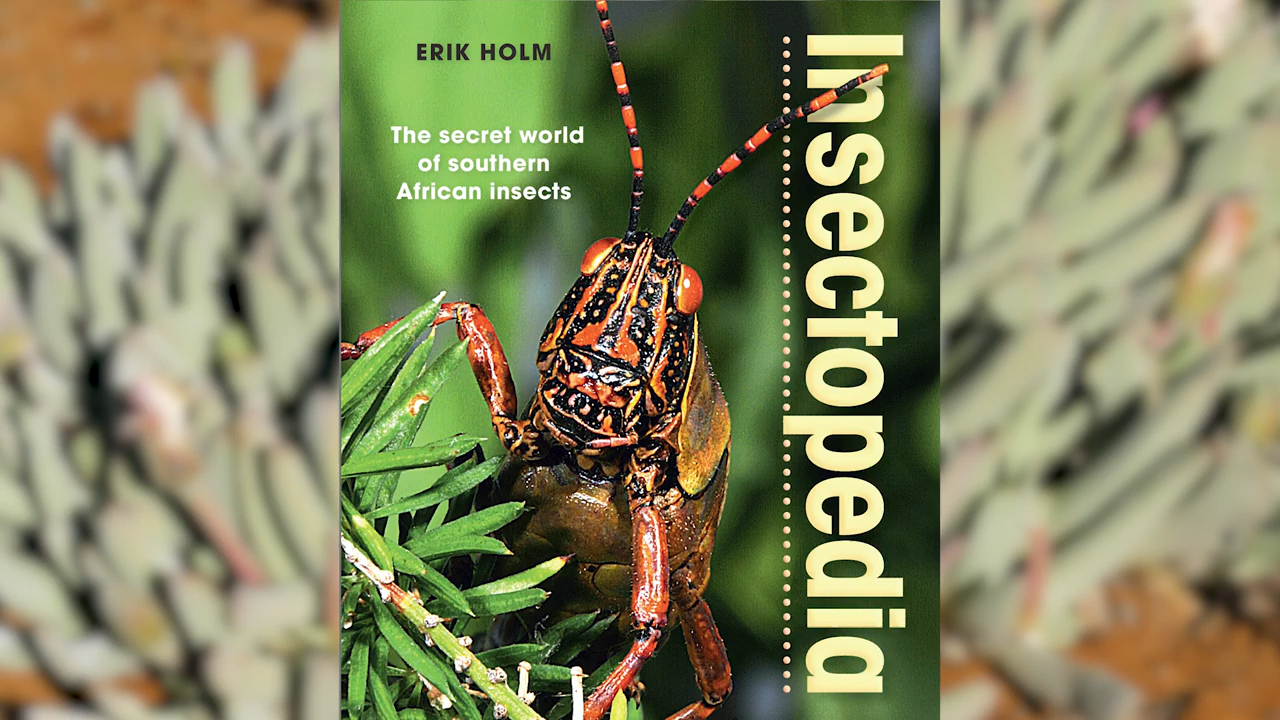 ERIK HOLM
The secret world
of southern
African insects
Insectopedia